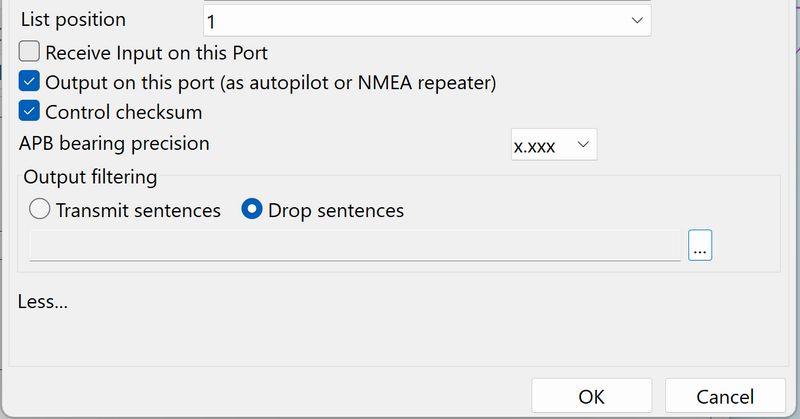 List position 1
Receive Input on this Port
Output on this port (as autopilot or NMEA repeater)
Control checksum
APB bearing precision x.xxx
Output filtering
Transmit sentences Drop sentences
...
Less...
OK Cancel